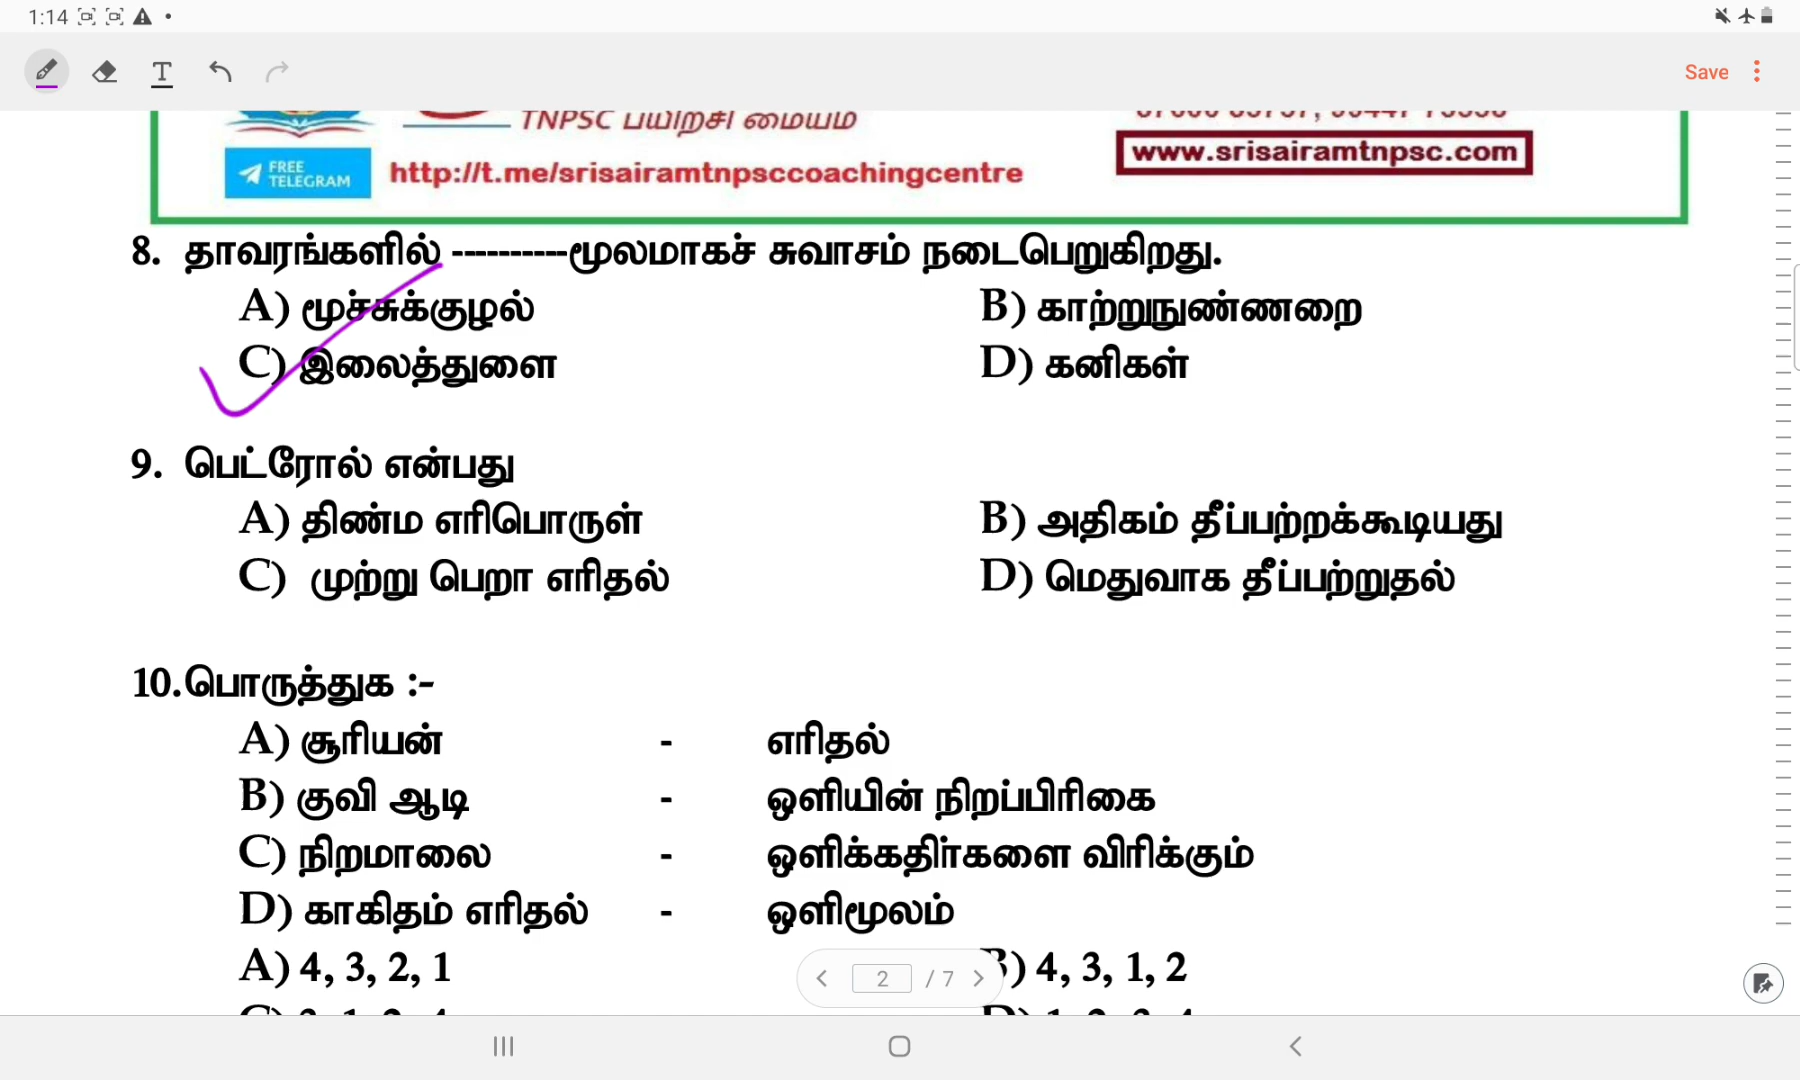 1:14
Save
TNPSC பயிற்சி மையம்
FREE TELEGRAM
http://t.me/srisairamtnpsccoachingcentre
www.srisairamtnpsc.com
8. தாவரங்களில் ----------மூலமாகச் சுவாசம் நடைபெறுகிறது.
A) மூச்சுக்குழல் B) காற்றுநுண்ணறை
C) இலைத்துளை D) கனிகள்
9. பெட்ரோல் என்பது
A) திண்ம எரிபொருள் B) அதிகம் தீப்பற்றக்கூடியது
C) முற்று பெறா எரிதல் D) மெதுவாக தீப்பற்றுதல்
10.பொருத்துக :-
A) சூரியன் - எரிதல்
B) குவி ஆடி - ஒளியின் நிறப்பிரிகை
C) நிறமாலை - ஒளிக்கதிர்களை விரிக்கும்
D) காகிதம் எரிதல் - ஒளிமூலம்
A) 4, 3, 2, 1 B) 4, 3, 1, 2
2 / 7